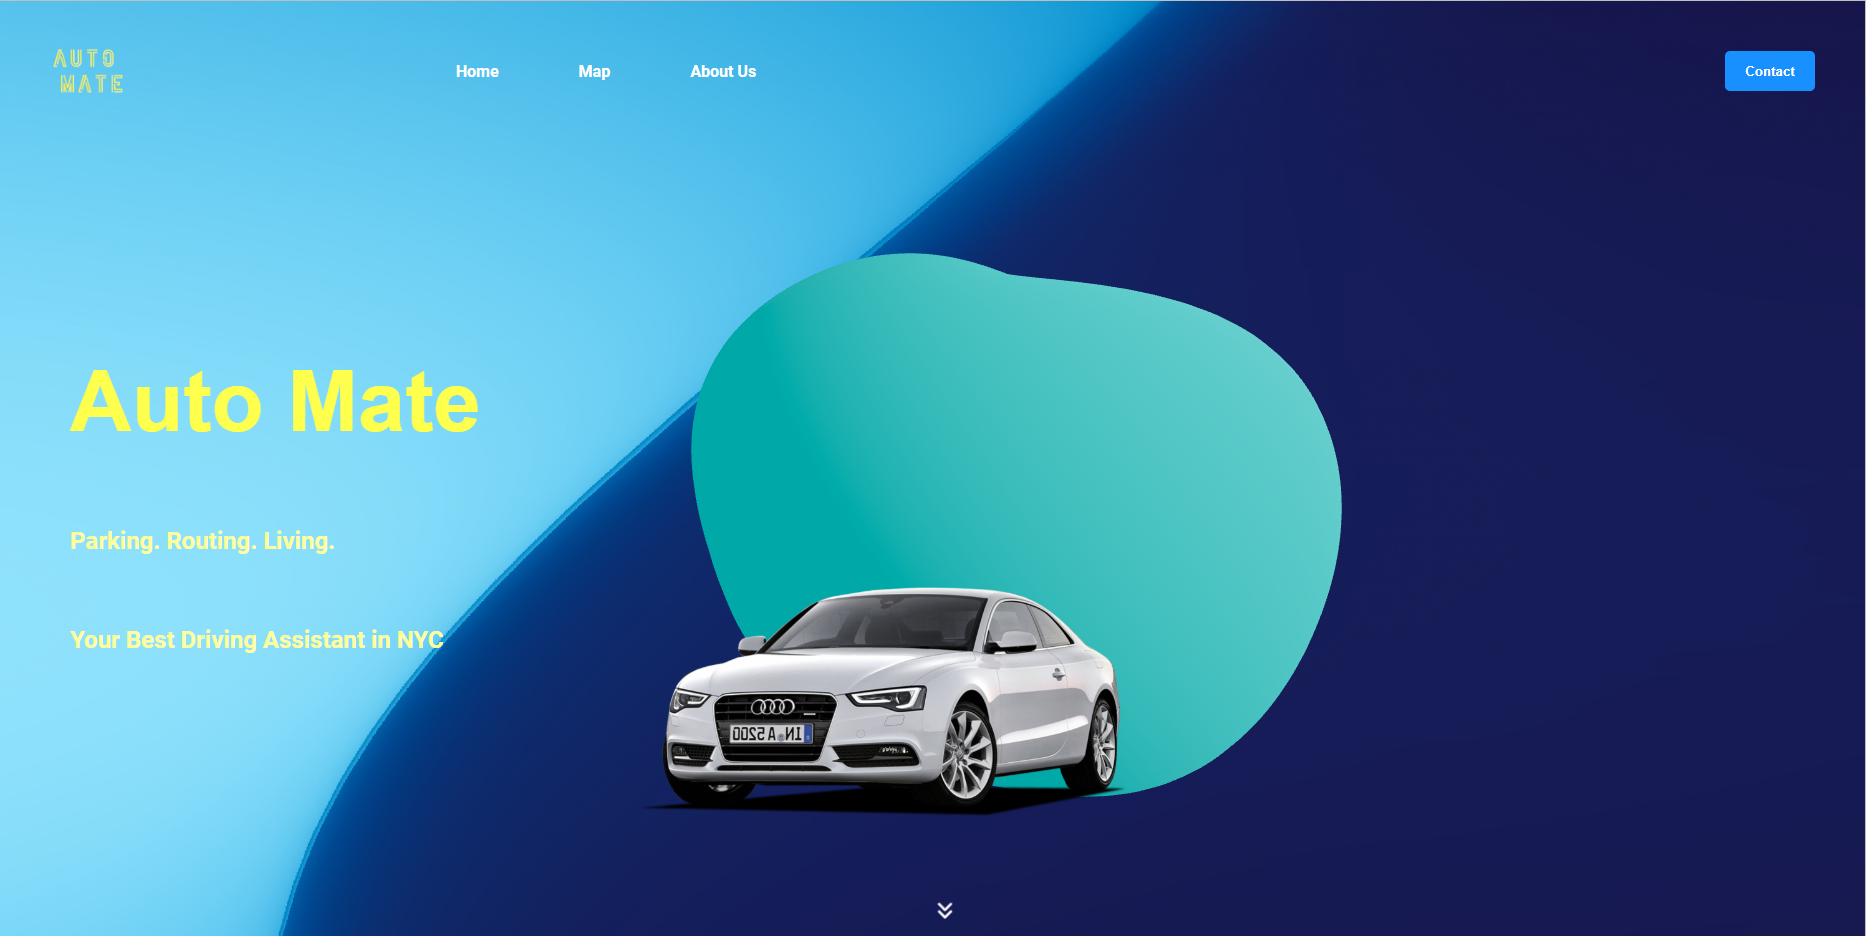 AUTO
MATE
Home
Map
About Us
Contact
Auto Mate
Parking. Routing. Living.
Your Best Driving Assistant in NYC
IN A 5200